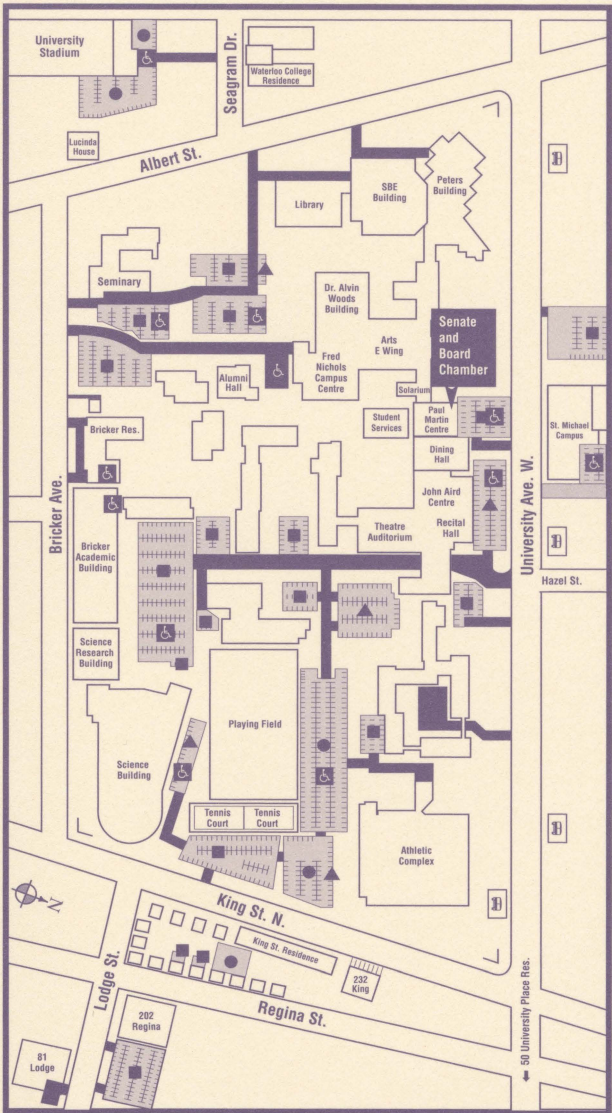 University
Stadium
Seagram Dr.
Waterloo College
Residence
Lucinda
House
Albert St.
Library
SBE
Building
Peters
Building
Seminary
Dr. Alvin
Woods
Building
Arts
E Wing
Senate
and
Board
Chamber
Fred
Nichols
Campus
Centre
Alumni
Hall
Solarium
Student
Services
Paul
Martin
Centre
St. Michael
Campus
Bricker Res.
Dining
Hall
Bricker Ave.
University Ave. W.
John Aird
Centre
Recital
Hall
Theatre
Auditorium
Bricker
Academic
Building
Hazel St.
Science
Research
Building
Playing Field
Science
Building
Tennis
Court
Tennis
Court
Athletic
Complex
King St. N.
N
King St. Residence
232
King
Lodge St.
Regina St.
50 University Place Res.
202
Regina
81
Lodge